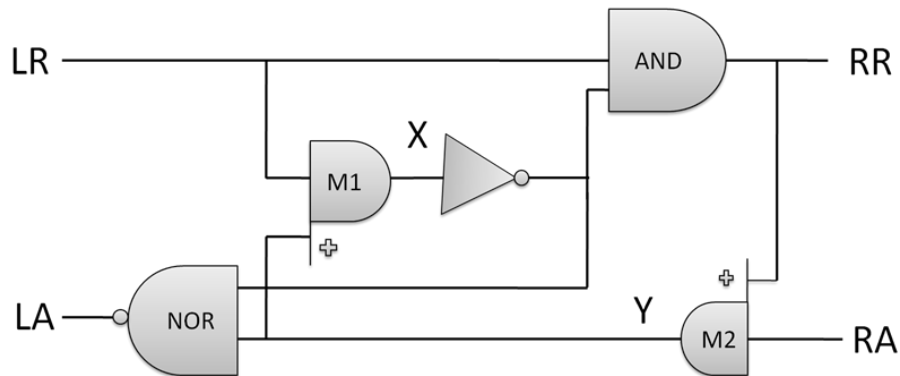 LR
AND
RR
X
M1
+
+
LA
NOR
Y
M2
RA